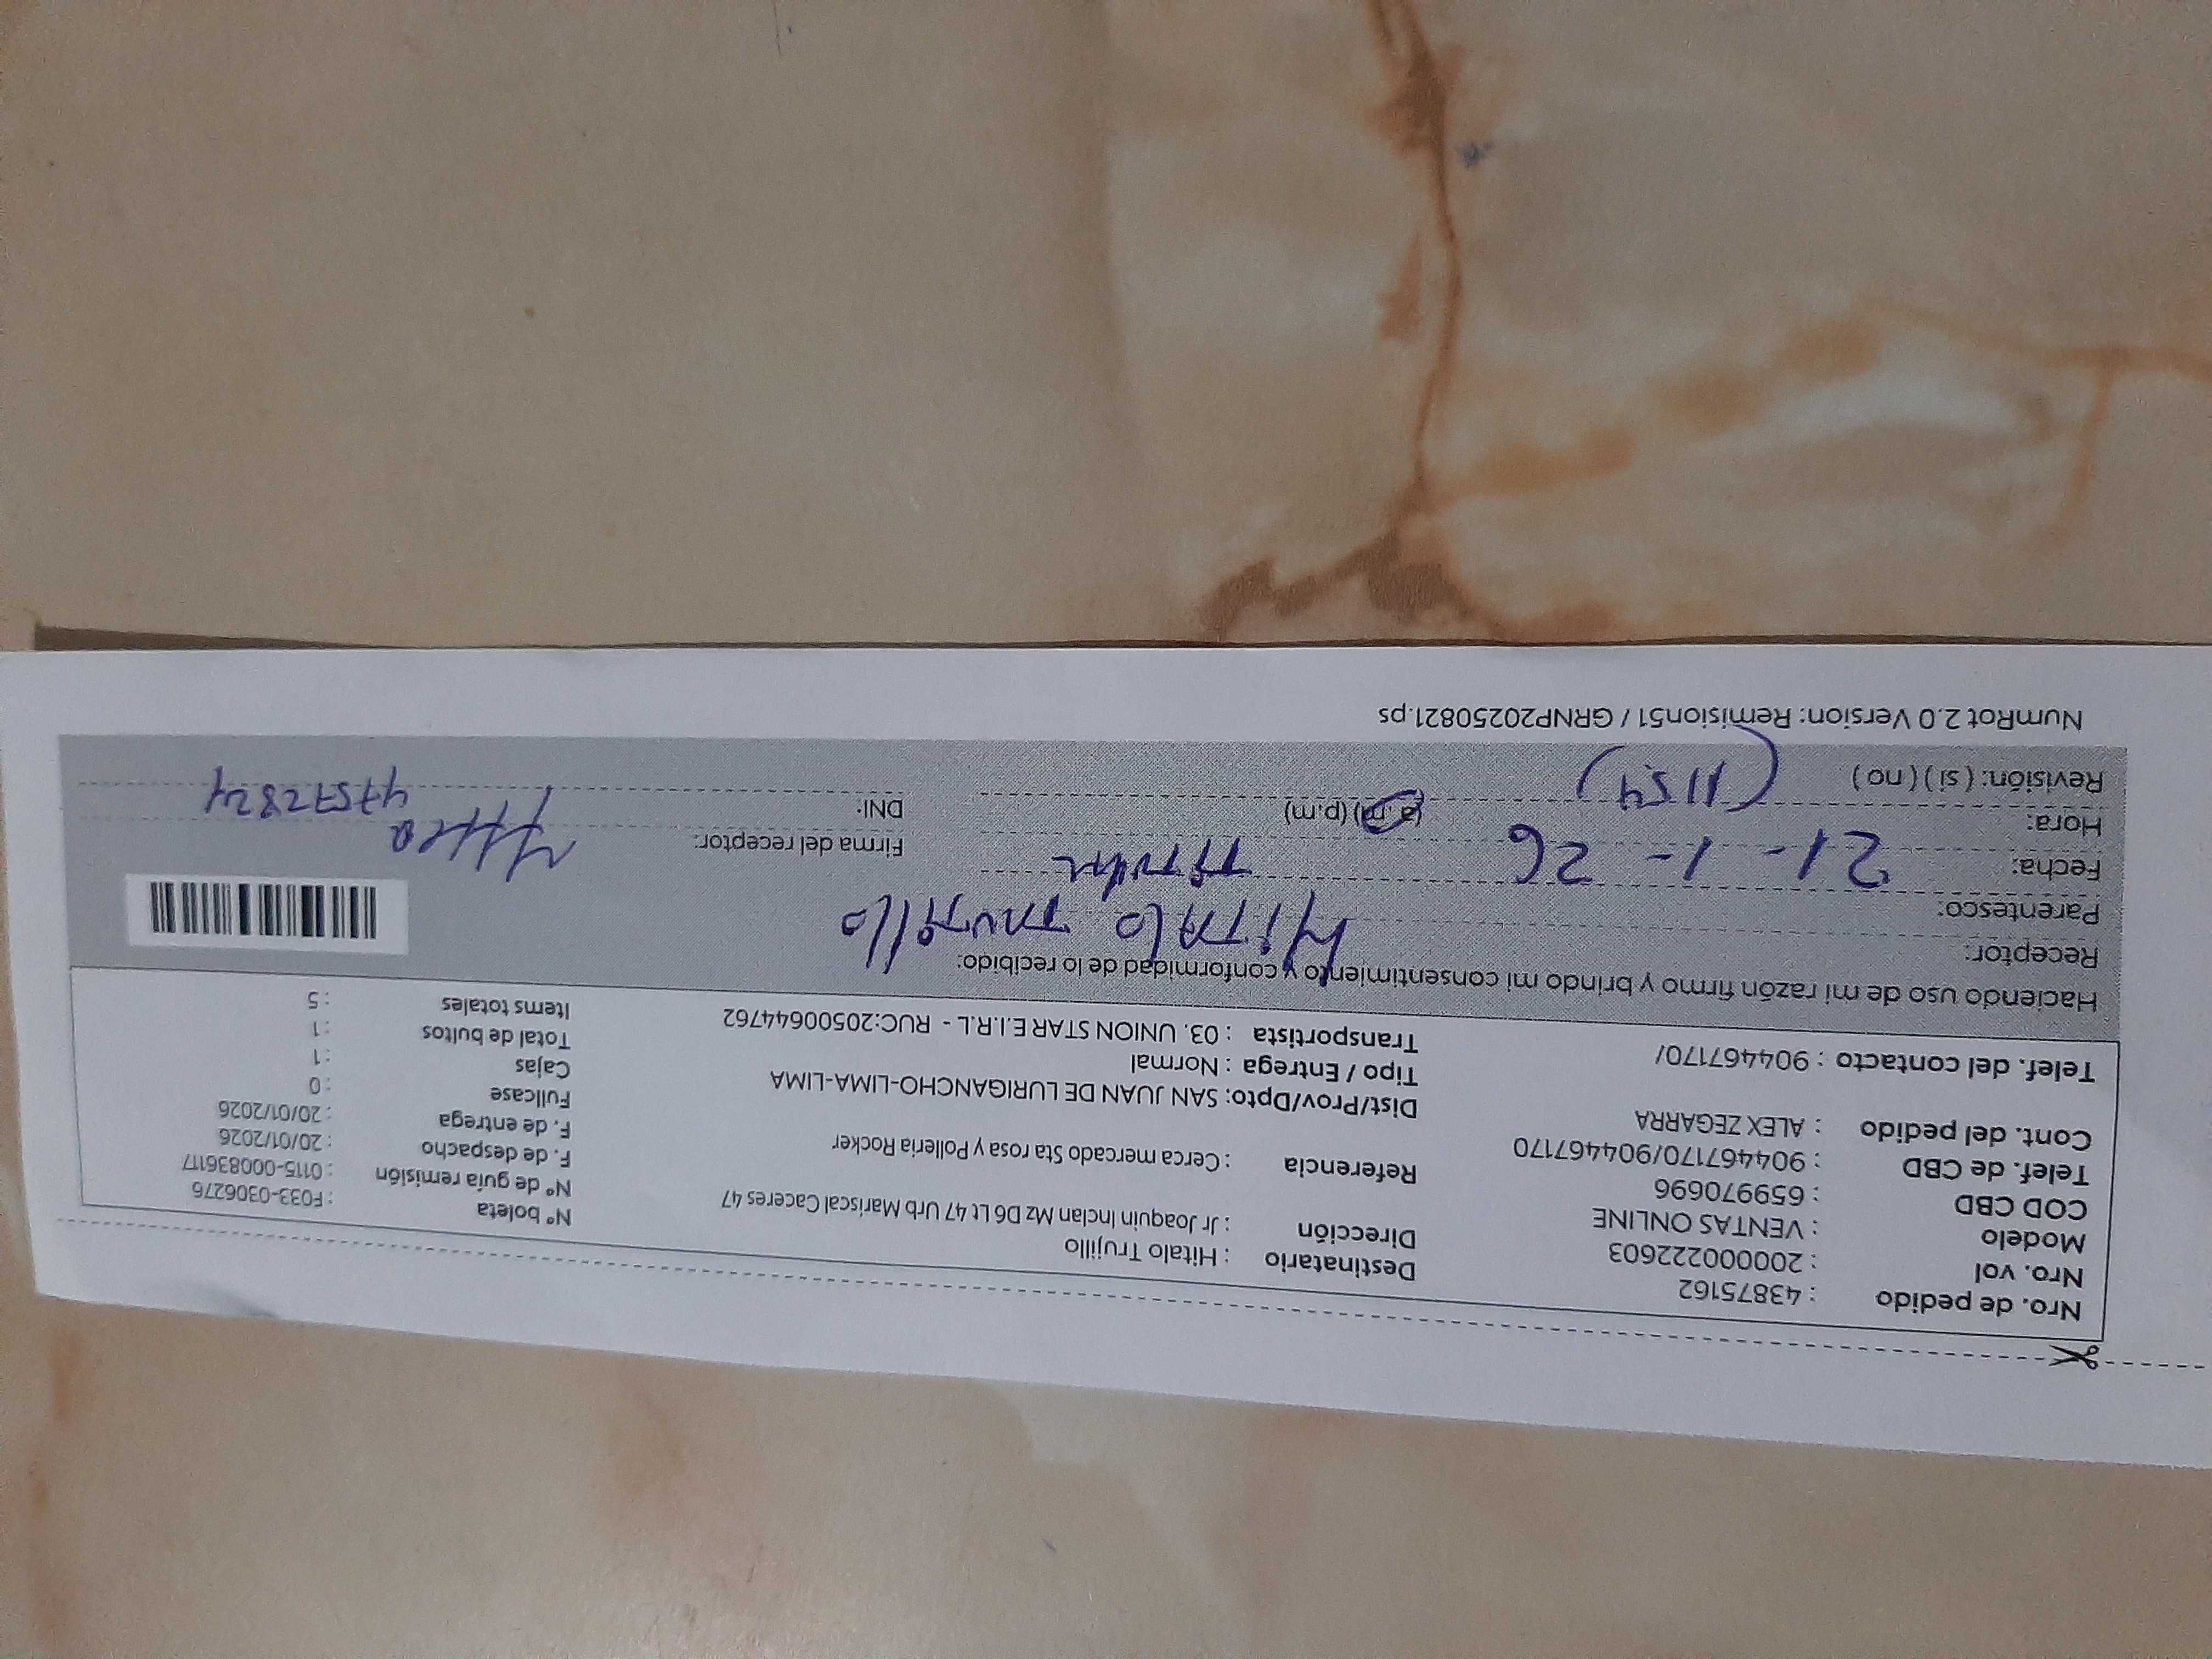 Nro. de pedido : 43875162
Nro. vol : 2000002222603
Modelo : VENTAS ONLINE
COD CBD : 659970696
Telef. de CBD : 904467170/904467170
Cont. del pedido : ALEX ZEGARRA
Telef. del contacto : 904467170/
Destinatario : Hitalo Trujillo
Dirección : Jr Joaquin Inclan Mz D6 Lt 47 Urb Mariscal Caceres 47
Referencia : Cerca mercado Sta rosa y Polleria Rocker
Dist/Prov/Dpto: SAN JUAN DE LURIGANCHO-LIMA-LIMA
Tipo / Entrega : Normal
Transportista : 03. UNION STAR E.I.R.L - RUC:20500644762
Nº boleta : F033-0306276
Nº de guía remisión : 0115-000836117
F. de despacho : 20/01/2026
F. de entrega : 20/01/2026
Fullcase : 0
Cajas : 1
Total de bultos : 1
Items totales : 5
Haciendo uso de mi razón firmo y brindo mi consentimiento y conformidad de lo recibido:
Receptor: HiTAlo TRUJillo
Parentesco: TiTular
Fecha: 21-1-26
Hora: (a.m) (p.m)
Revisión: ( si ) ( no ) (1154)
Firma del receptor:
DNI: 47572824
NumRot 2.0 Version: Remision51 / GRNP20250821.ps